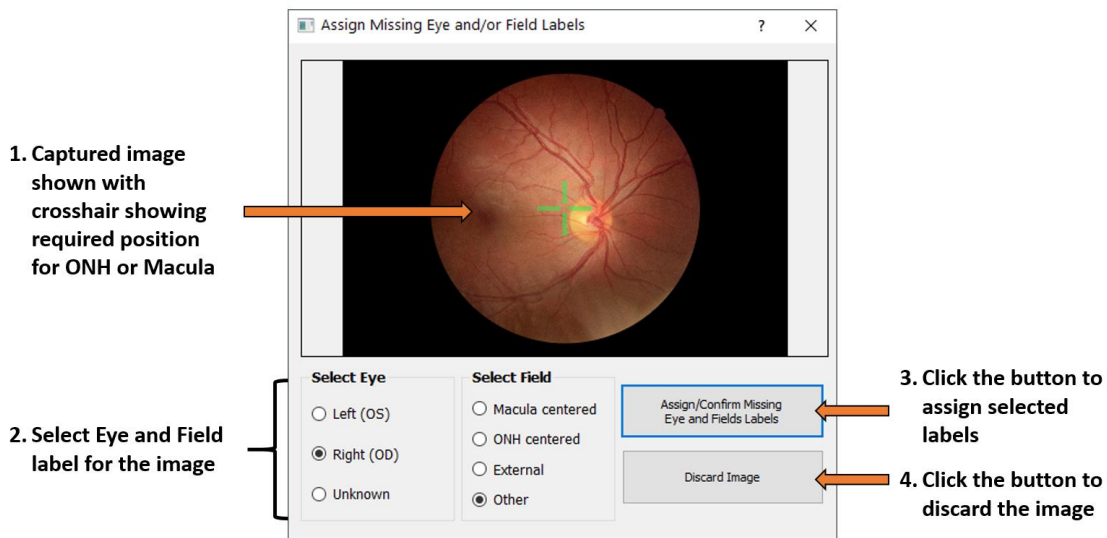 Assign Missing Eye and/or Field Labels
?
1. Captured image
shown with
crosshair showing
required position
for ONH or Macula
2. Select Eye and Field
label for the image
Select Eye
Left (OS)
Right (OD)
Unknown
Select Field
Macula centered
ONH centered
External
Other
Assign/Confirm Missing
Eye and Fields Labels
Discard Image
3. Click the button to
assign selected
labels
4. Click the button to
discard the image